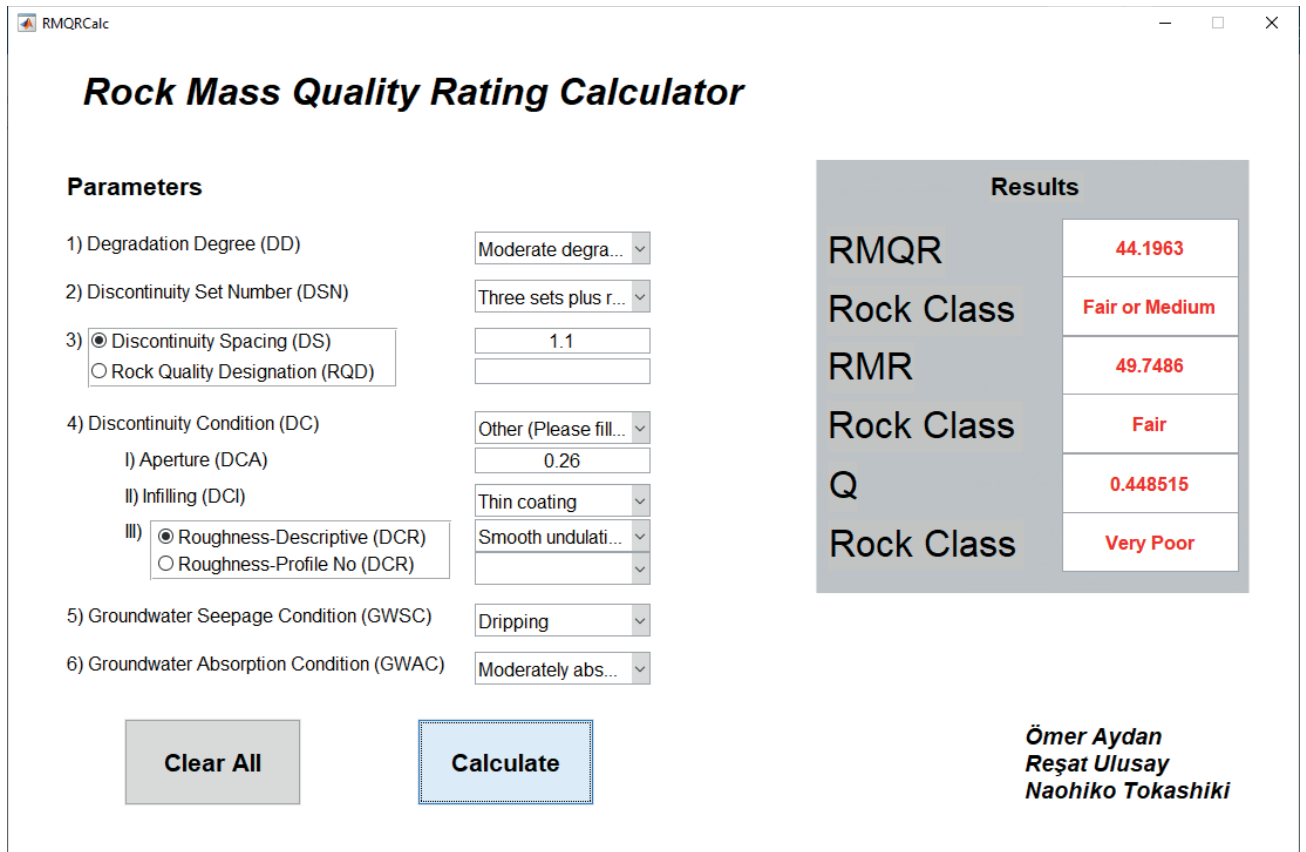 RMQRCalc
Rock Mass Quality Rating Calculator
Parameters
1) Degradation Degree (DD)
Moderate degra...
2) Discontinuity Set Number (DSN)
Three sets plus r...
3)
Discontinuity Spacing (DS)
1.1
Rock Quality Designation (RQD)
4) Discontinuity Condition (DC)
Other (Please fill...
I) Aperture (DCA)
0.26
II) Infilling (DCI)
Thin coating
III)
Roughness-Descriptive (DCR)
Smooth undulati...
Roughness-Profile No (DCR)
5) Groundwater Seepage Condition (GWSC)
Dripping
6) Groundwater Absorption Condition (GWAC)
Moderately abs...
Clear All
Calculate
Results
RMQR
44.1963
Rock Class
Fair or Medium
RMR
49.7486
Rock Class
Fair
Q
0.448515
Rock Class
Very Poor
Ömer Aydan
Reşat Ulusay
Naohiko Tokashiki